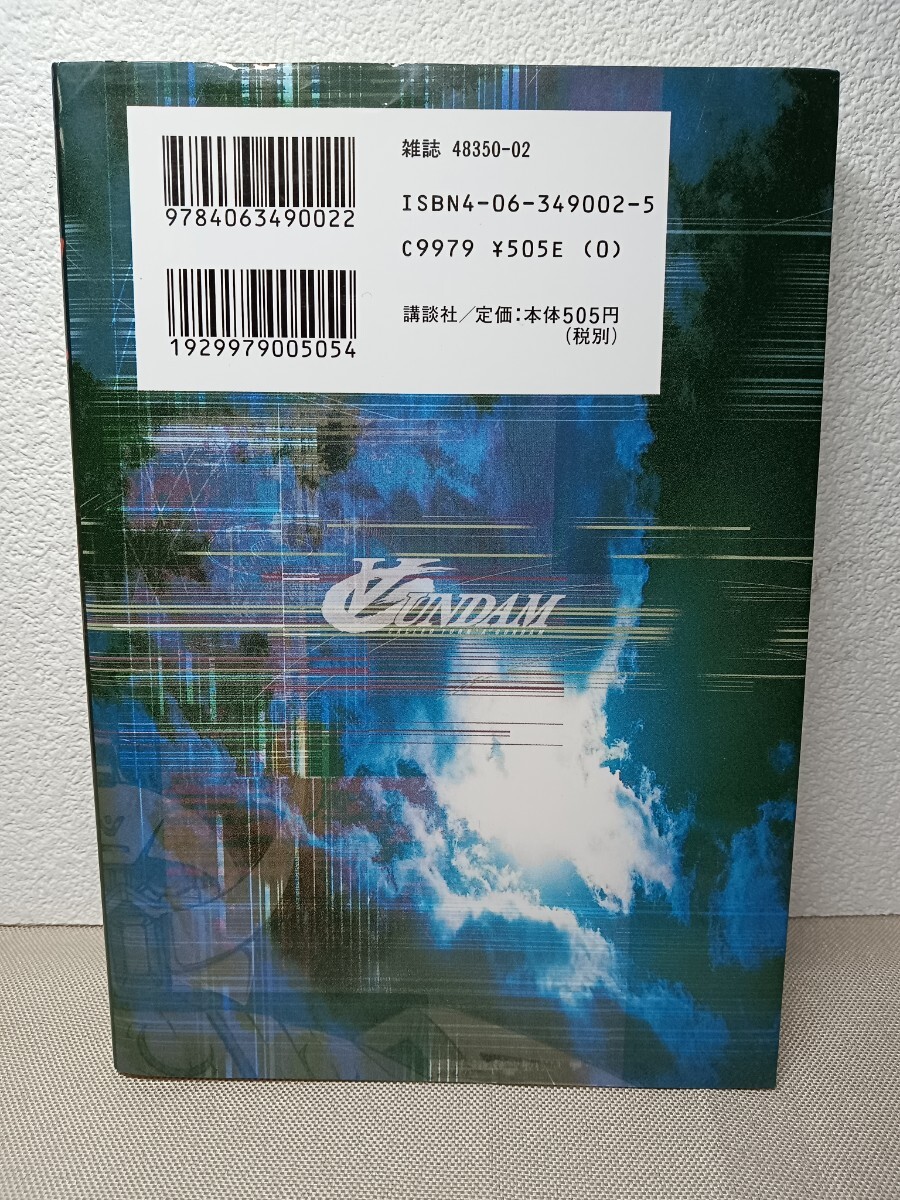 9784063490022
1929979005054
雑誌 48350-02
ISBN4-06-349002-5
C9979 ¥505E (0)
講談社／定価：本体505円
(税別)
∀GUNDAM